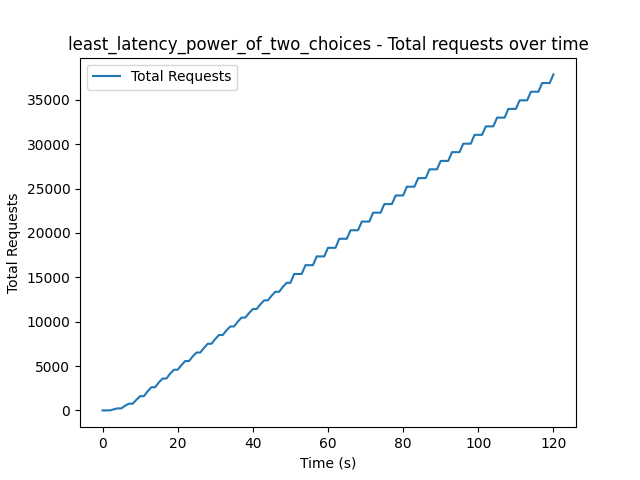 least_latency_power_of_two_choices - Total requests over time
Total Requests
35000
30000
25000
20000
15000
10000
5000
0
Total Requests
0 20 40 60 80 100 120
Time (s)